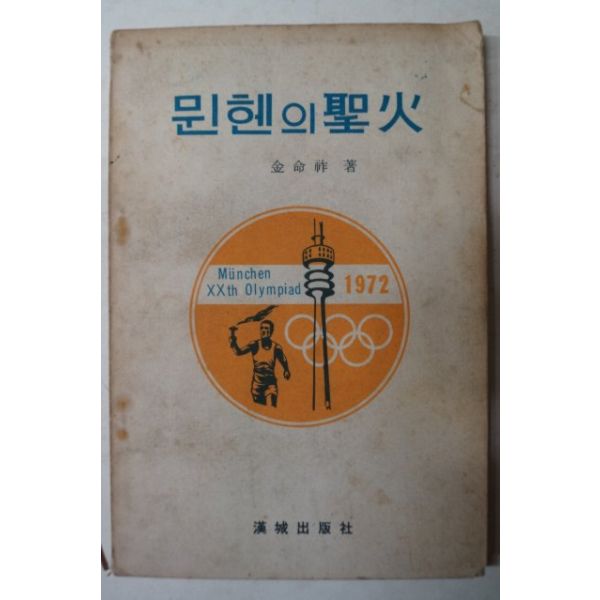 뮌헨의聖火
金命祚 著
München
XXth Olympiad
1972
漢城出版社